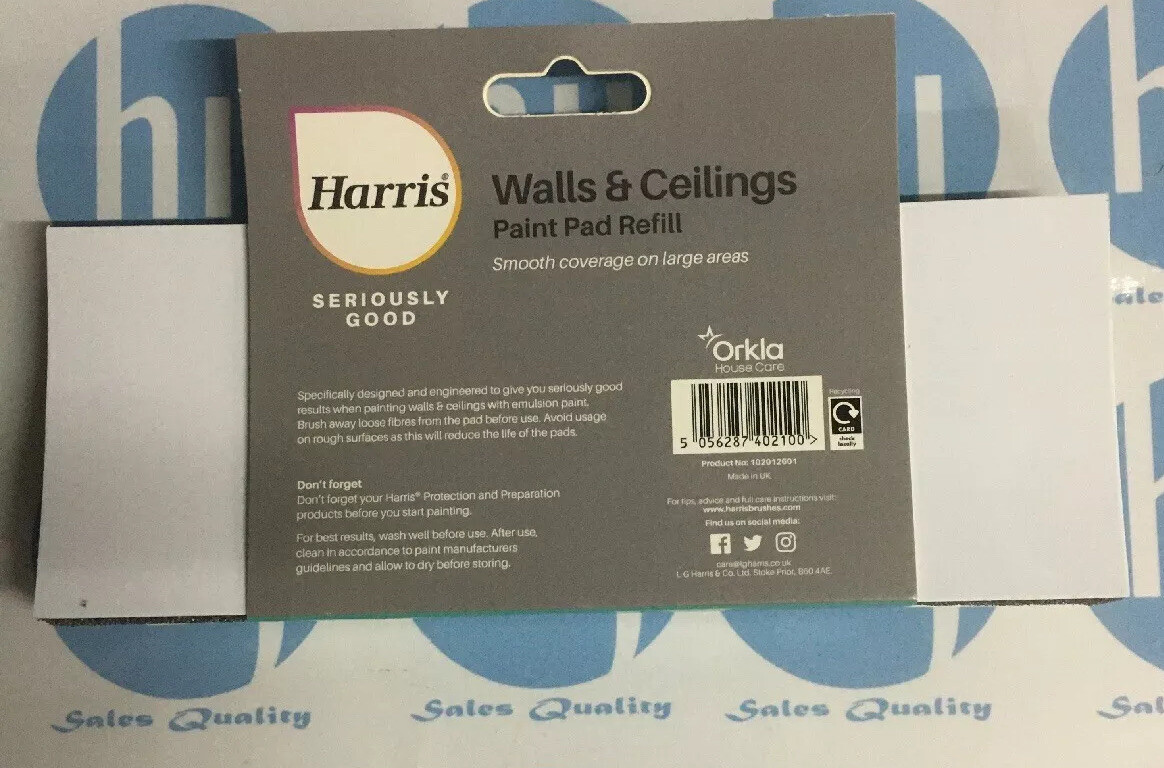 Harris®
SERIOUSLY
GOOD
Walls & Ceilings
Paint Pad Refill
Smooth coverage on large areas
Orkla
House Care
Specifically designed and engineered to give you seriously good
results when painting walls & ceilings with emulsion paint.
Brush away loose fibres from the pad before use. Avoid usage
on rough surfaces as this will reduce the life of the pads.
Don't forget
Don't forget your Harris® Protection and Preparation
products before you start painting.
For best results, wash well before use. After use,
clean in accordance to paint manufacturers
guidelines and allow to dry before storing.
5 056287 402100 >
Recycling
CARD
check
locally
Product No: 102012001
Made in UK
For tips, advice and full care instructions visit:
www.harrisbrushes.com
Find us on social media:
care@lgharris.co.uk
L G Harris & Co. Ltd. Stoke Prior, B60 4AE.
Sales Quality
Sales Quality
Sales Quality
Sal
ale